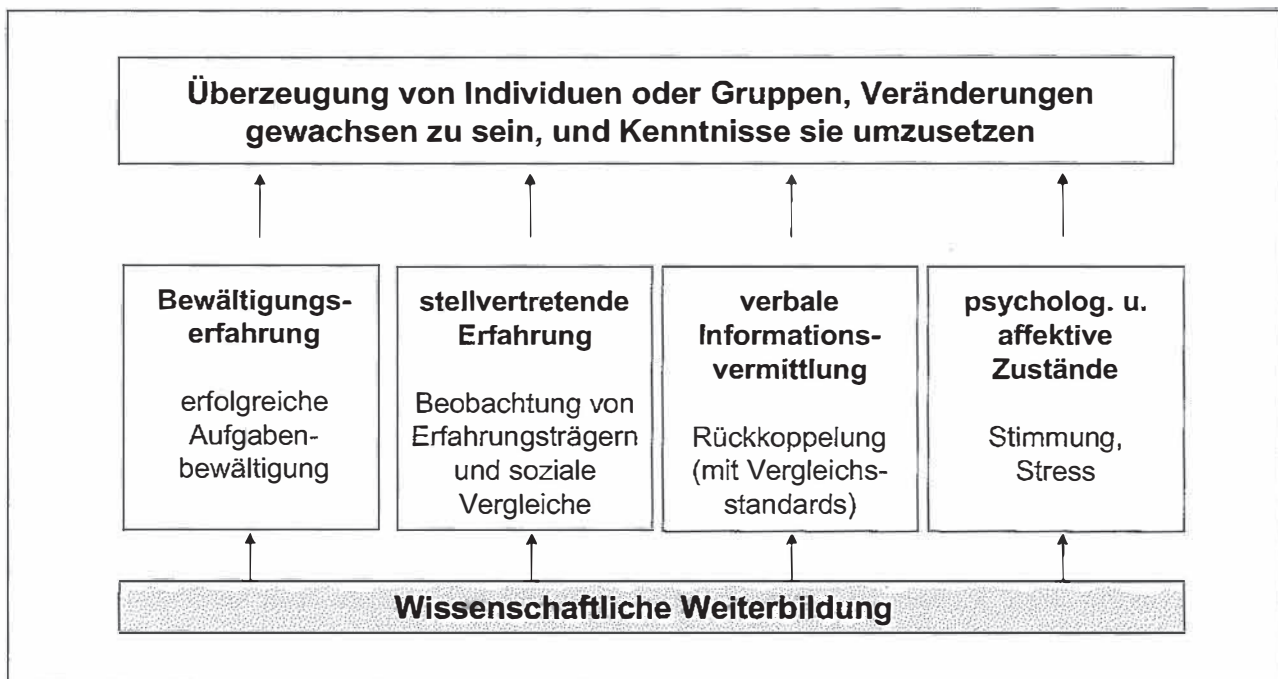 Überzeugung von Individuen oder Gruppen, Veränderungen
gewachsen zu sein, und Kenntnisse sie umzusetzen
Bewältigungs-
erfahrung
erfolgreiche
Aufgaben-
bewältigung
stellvertretende
Erfahrung
Beobachtung von
Erfahrungsträgern
und soziale
Vergleiche
verbale
Informations-
vermittlung
Rückkoppelung
(mit Vergleichs-
standards)
psycholog. u.
affektive
Zustände
Stimmung,
Stress
Wissenschaftliche Weiterbildung